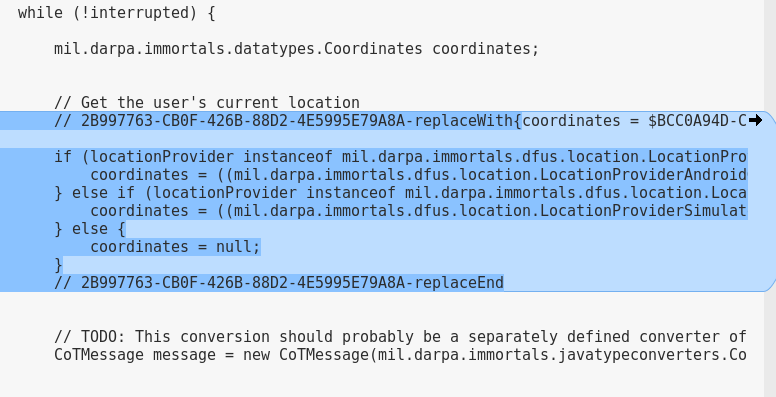 while (!interrupted) {
mil.darpa.immortals.datatypes.Coordinates coordinates;
// Get the user's current location
// 2B997763-CB0F-426B-88D2-4E5995E79A8A-replaceWith{coordinates = $BCC0A94D-C
if (locationProvider instanceof mil.darpa.immortals.dfus.location.LocationPro
coordinates = ((mil.darpa.immortals.dfus.location.LocationProviderAndroid
} else if (locationProvider instanceof mil.darpa.immortals.dfus.location.Loca
coordinates = ((mil.darpa.immortals.dfus.location.LocationProviderSimulat
} else {
coordinates = null;
}
// 2B997763-CB0F-426B-88D2-4E5995E79A8A-replaceEnd
// TODO: This conversion should probably be a separately defined converter of
CoTMessage message = new CoTMessage(mil.darpa.immortals.javatypeconverters.Co